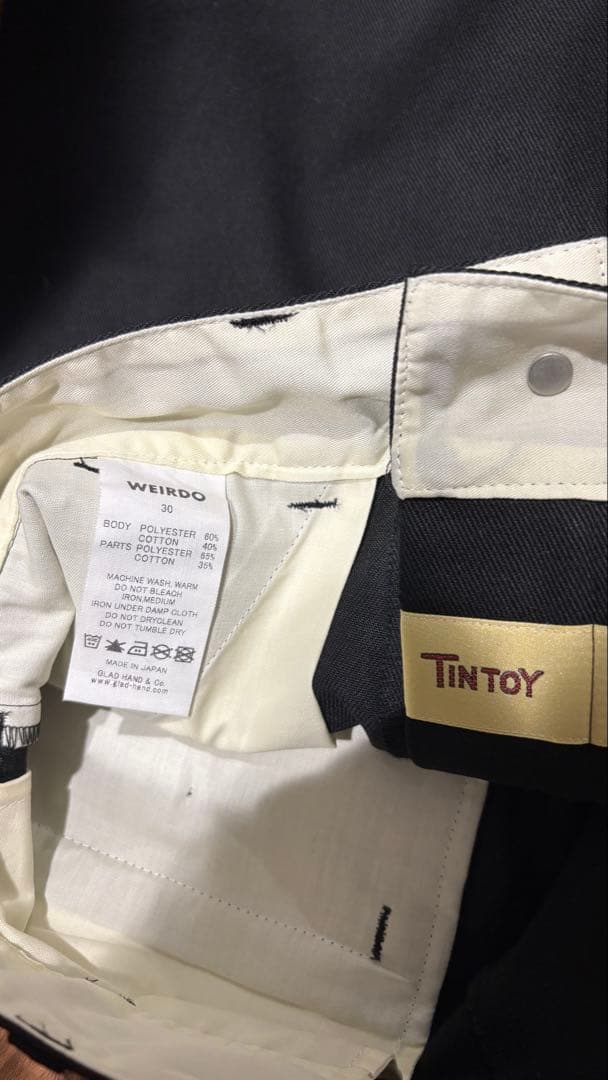 WEIRDO
30
BODY POLYESTER 60%
COTTON 40%
PARTS POLYESTER 65%
COTTON 35%
MACHINE WASH, WARM
DO NOT BLEACH
IRON,MEDIUM
IRON UNDER DAMP CLOTH
DO NOT DRYCLEAN
DO NOT TUMBLE DRY
MADE IN JAPAN
GLAD HAND & Co.
www.glad-hand.com
TIN TOY